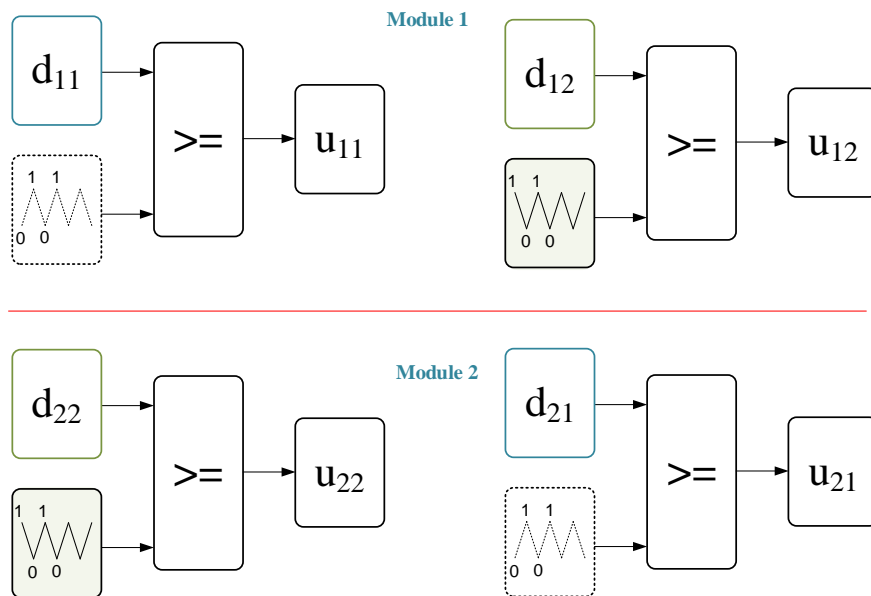 Module 1
d11
>=
u11
1 1
0 0
d12
>=
u12
1 1
0 0
Module 2
d22
>=
u22
1 1
0 0
d21
>=
u21
1 1
0 0